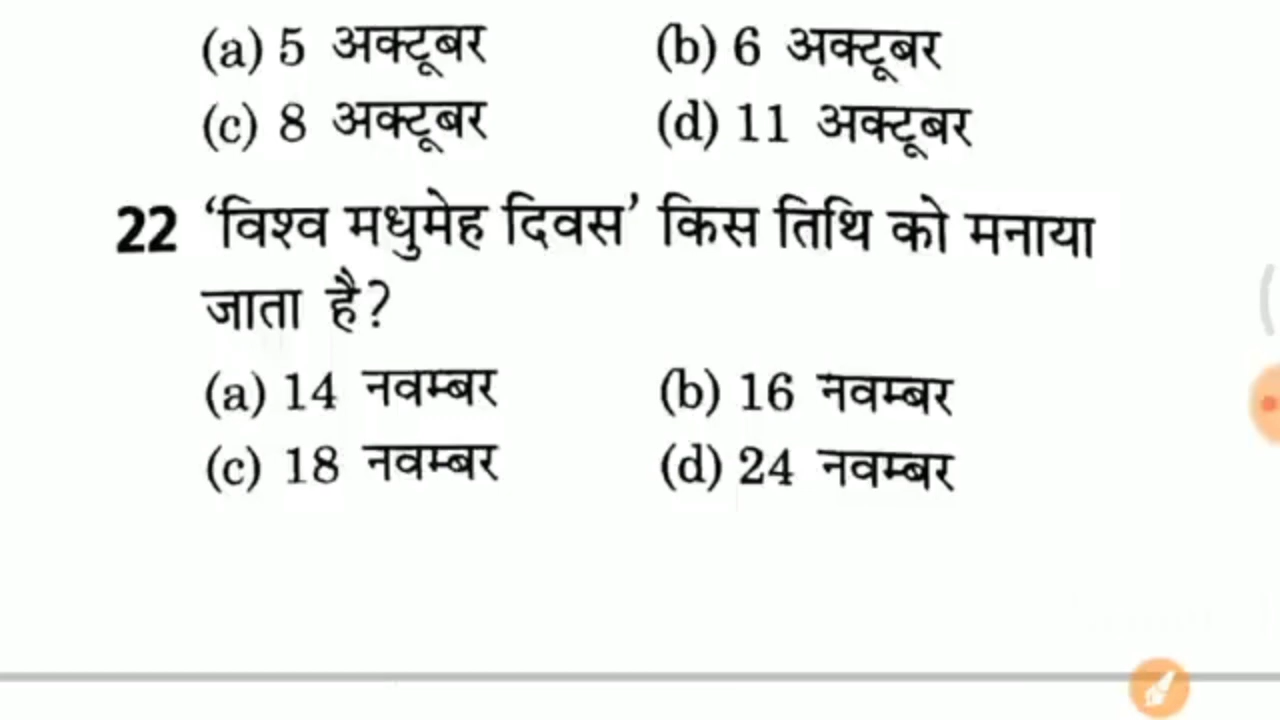 (a) 5 अक्टूबर (b) 6 अक्टूबर
(c) 8 अक्टूबर (d) 11 अक्टूबर
22 ‘विश्व मधुमेह दिवस’ किस तिथि को मनाया
जाता है?
(a) 14 नवम्बर (b) 16 नवम्बर
(c) 18 नवम्बर (d) 24 नवम्बर